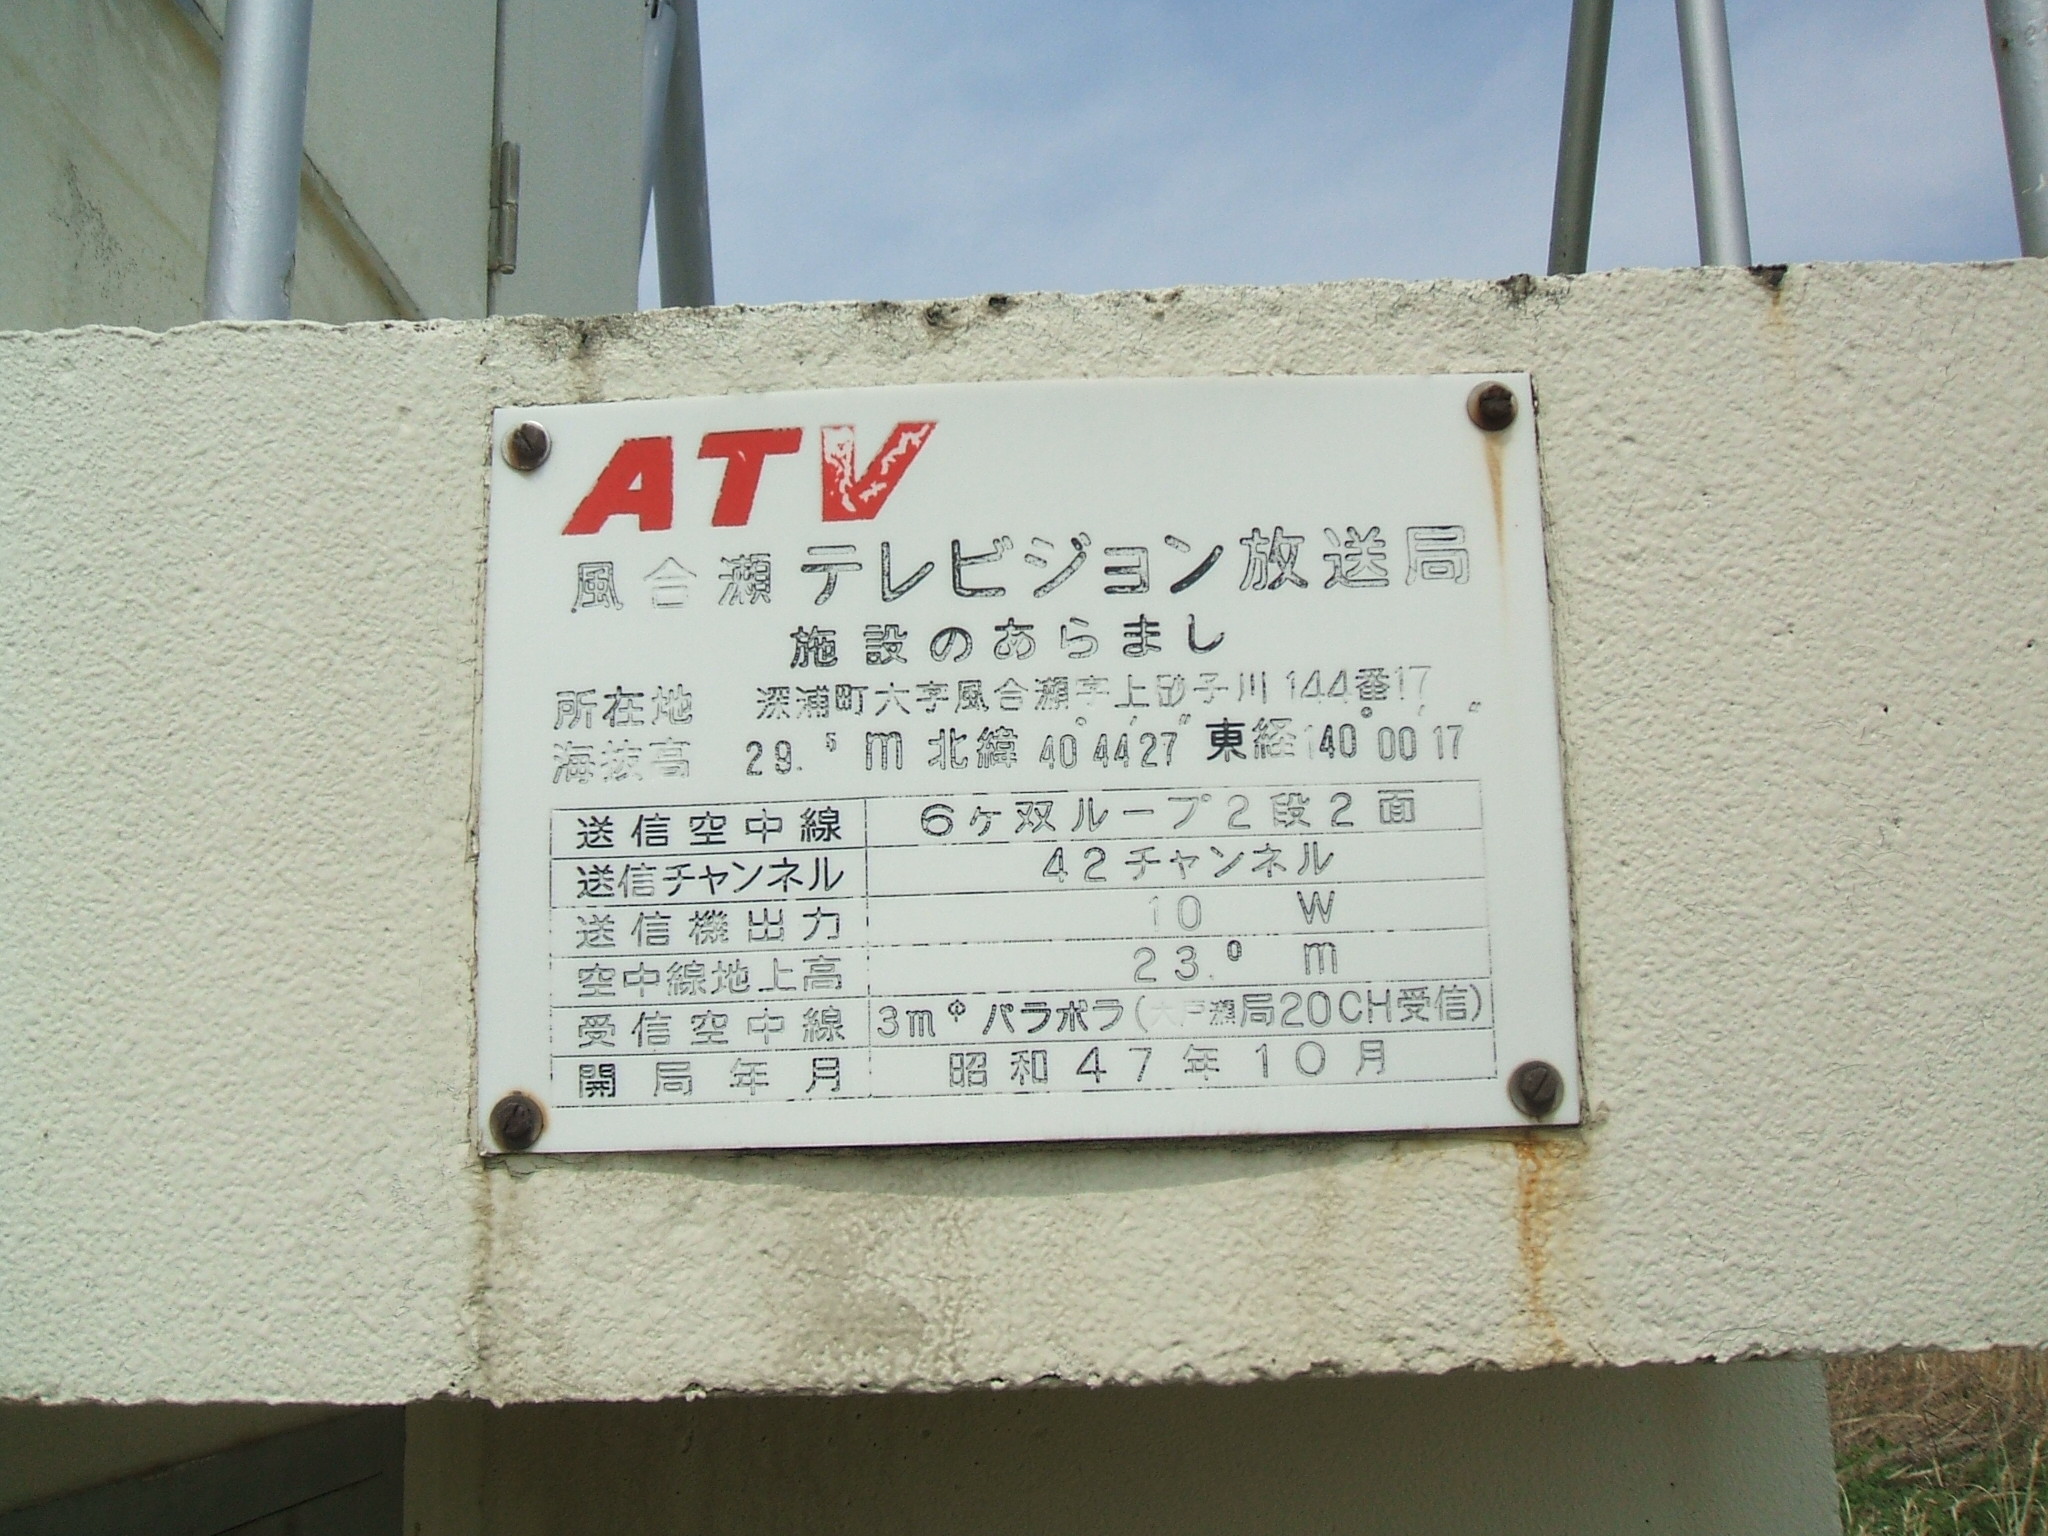 ATV
風合瀬テレビジョン放送局
施設のあらまし
所在地 深浦町大字風合瀬字上砂子川144番17
海抜高 29.5m 北緯40°44′27″ 東経140°00′17″
送信空中線 6ヶ双ループ2段2面
送信チャンネル 42チャンネル
送信機出力 10 W
空中線地上高 23.0 m
受信空中線 3mφパラボラ(大戸瀬局20CH受信)
開局年月 昭和47年10月